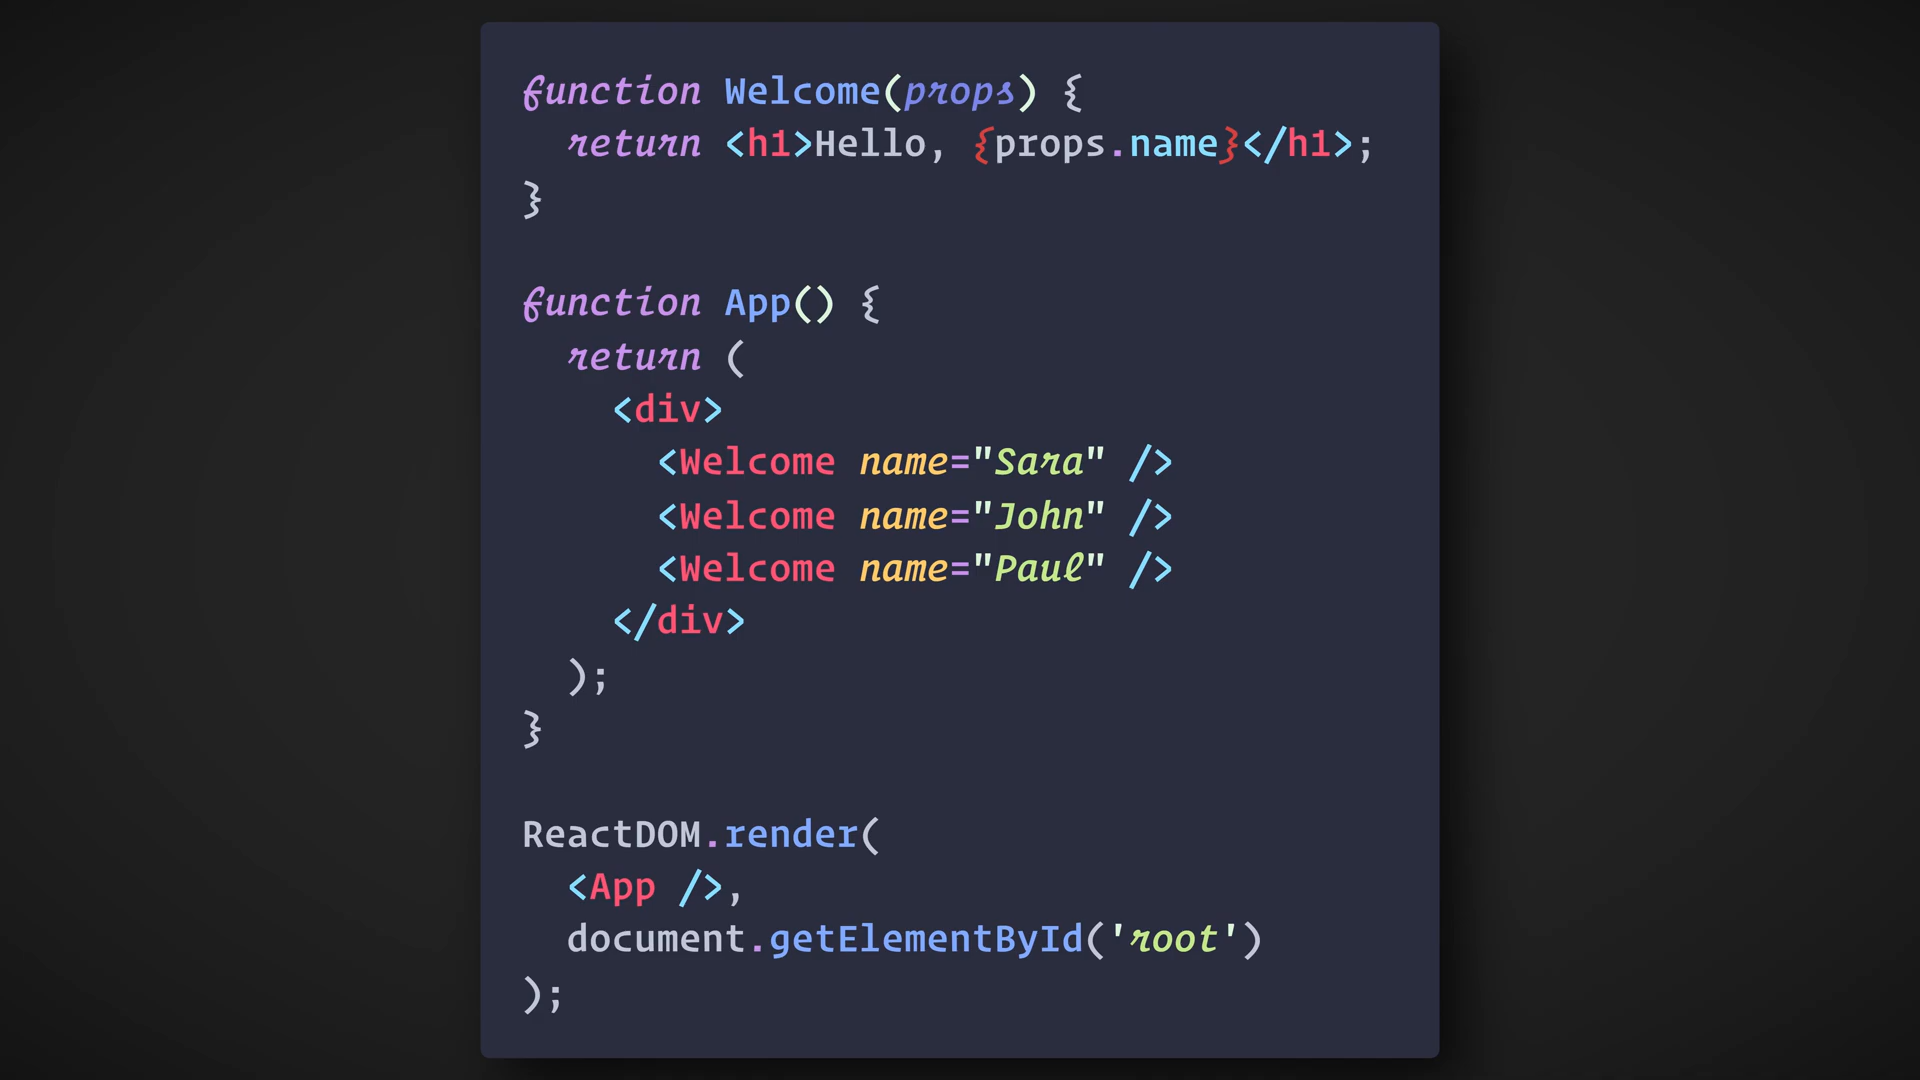 function Welcome(props) {
  return <h1>Hello, {props.name}</h1>;
}

function App() {
  return (
    <div>
      <Welcome name="Sara" />
      <Welcome name="John" />
      <Welcome name="Paul" />
    </div>
  );
}

ReactDOM.render(
  <App />,
  document.getElementById('root')
);